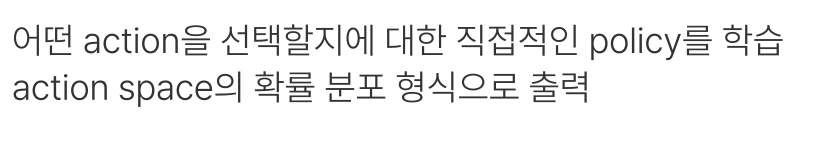 어떤 action을 선택할지에 대한 직접적인 policy를 학습
action space의 확률 분포 형식으로 출력